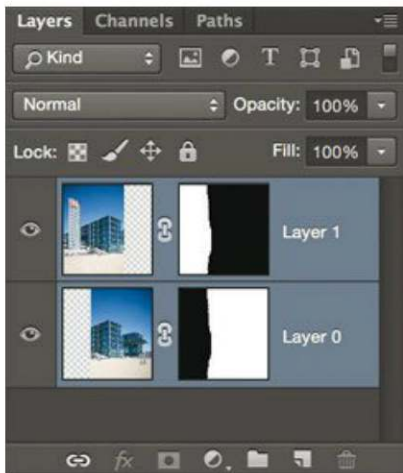 Layers Channels Paths
Kind T
Normal Opacity: 100%
Lock: Fill: 100%
Layer 1
Layer 0
fx